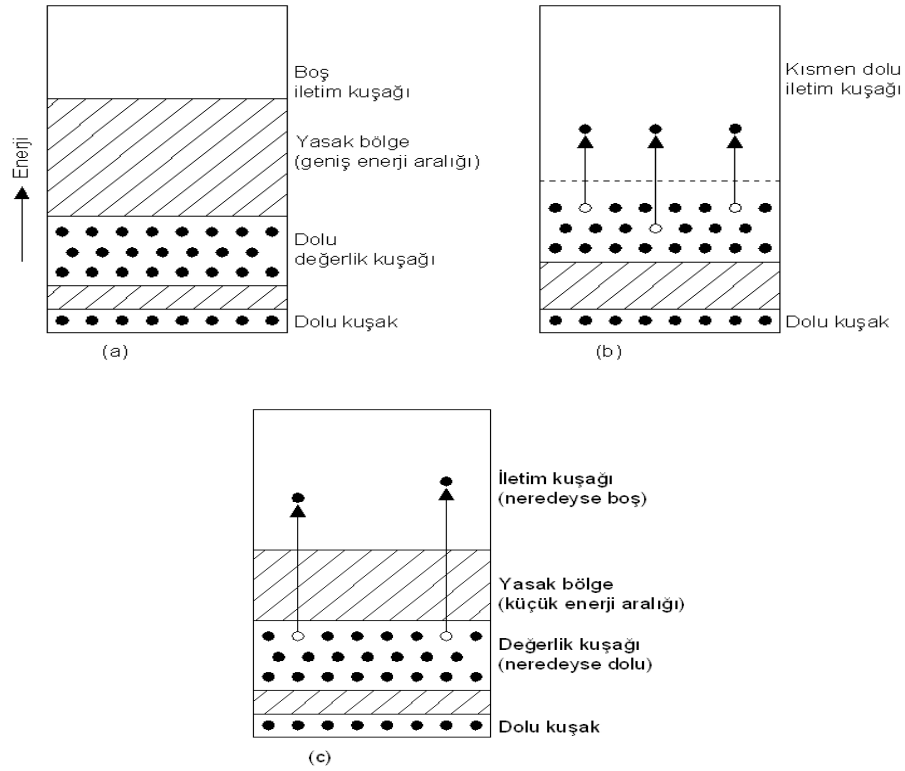 Enerji
Boş
iletim kuşağı
Yasak bölge
(geniş enerji aralığı)
Dolu
değerlik kuşağı
Dolu kuşak
(a)
Kısmen dolu
iletim kuşağı
Dolu kuşak
(b)
İletim kuşağı
(neredeyse boş)
Yasak bölge
(küçük enerji aralığı)
Değerlik kuşağı
(neredeyse dolu)
Dolu kuşak
(c)